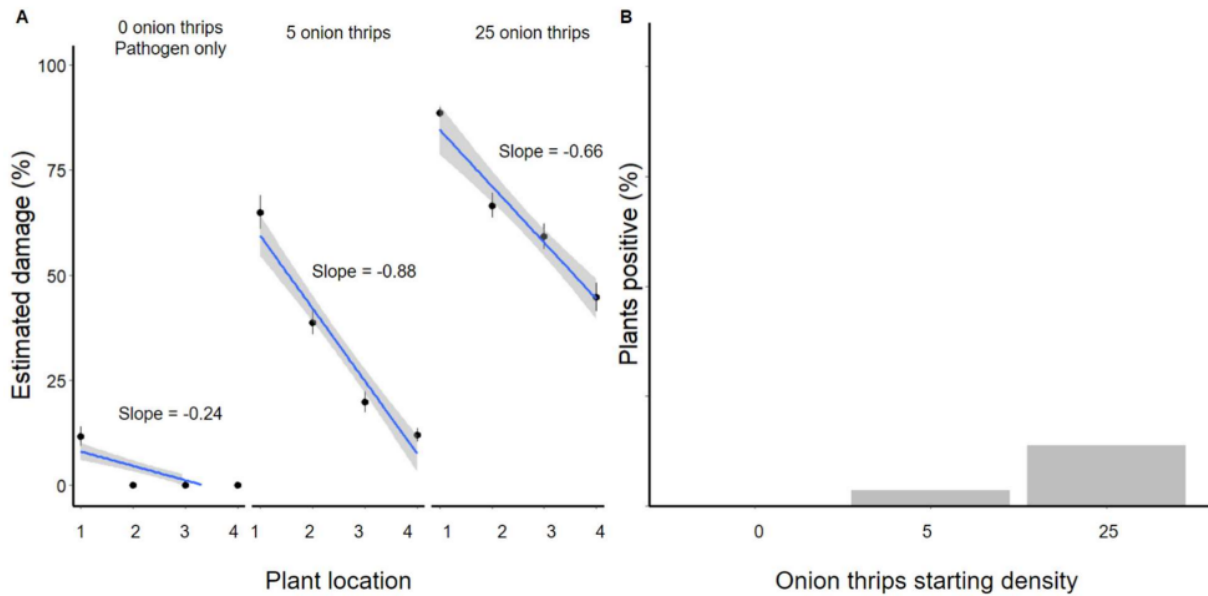 A
B
0 onion thrips
Pathogen only
5 onion thrips
25 onion thrips
Estimated damage (%)
100
75
50
25
0
Slope = -0.24
Slope = -0.88
Slope = -0.66
1 2 3 4
1 2 3 4
1 2 3 4
Plant location
Plants positive (%)
0 5 25
Onion thrips starting density